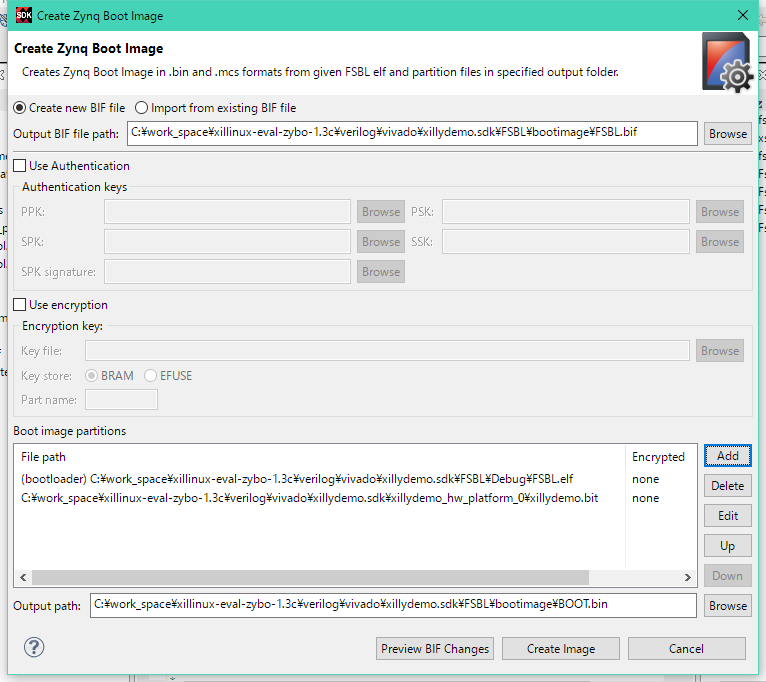 SDK Create Zynq Boot Image
Create Zynq Boot Image
Creates Zynq Boot Image in .bin and .mcs formats from given FSBL elf and partition files in specified output folder.
Create new BIF file Import from existing BIF file
Output BIF file path: C:¥work_space¥xillinux-eval-zybo-1.3c¥verilog¥vivado¥xillydemo.sdk¥FSBL¥bootimage¥FSBL.bif Browse
Use Authentication
Authentication keys
PPK: Browse PSK: Browse
SPK: Browse SSK: Browse
SPK signature: Browse
Use encryption
Encryption key:
Key file: Browse
Key store: BRAM EFUSE
Part name:
Boot image partitions
File path Encrypted Add
(bootloader) C:¥work_space¥xillinux-eval-zybo-1.3c¥verilog¥vivado¥xillydemo.sdk¥FSBL¥Debug¥FSBL.elf none
Delete
C:¥work_space¥xillinux-eval-zybo-1.3c¥verilog¥vivado¥xillydemo.sdk¥xillydemo_hw_platform_0¥xillydemo.bit none
Edit
Up
Down
Output path: C:¥work_space¥xillinux-eval-zybo-1.3c¥verilog¥vivado¥xillydemo.sdk¥FSBL¥bootimage¥BOOT.bin Browse
? Preview BIF Changes Create Image Cancel